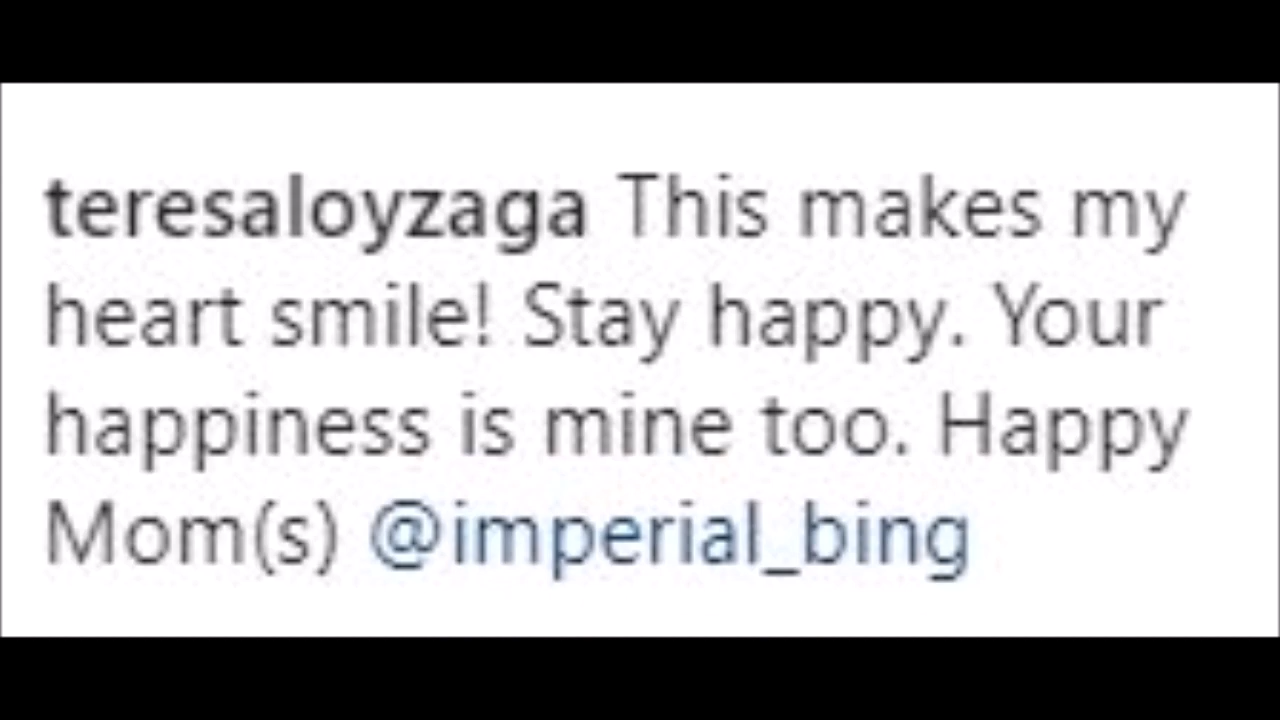 teresaloyzaga This makes my
heart smile! Stay happy. Your
happiness is mine too. Happy
Mom(s) @imperial_bing